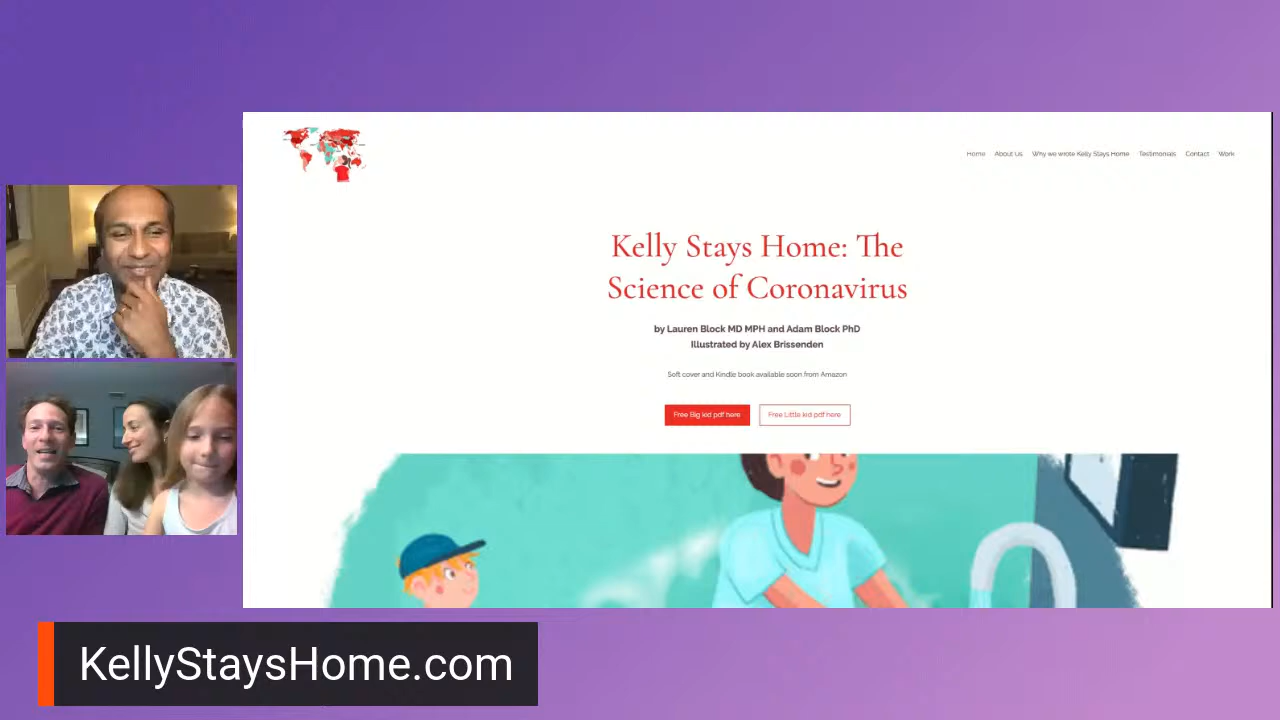 Home About Us Why we wrote Kelly Stays Home Testimonials Contact Work
Kelly Stays Home: The
Science of Coronavirus
by Lauren Block MD MPH and Adam Block PhD
Illustrated by Alex Brissenden
Soft cover and Kindle book available soon from Amazon
Free Big kid pdf here Free Little kid pdf here
KellyStaysHome.com